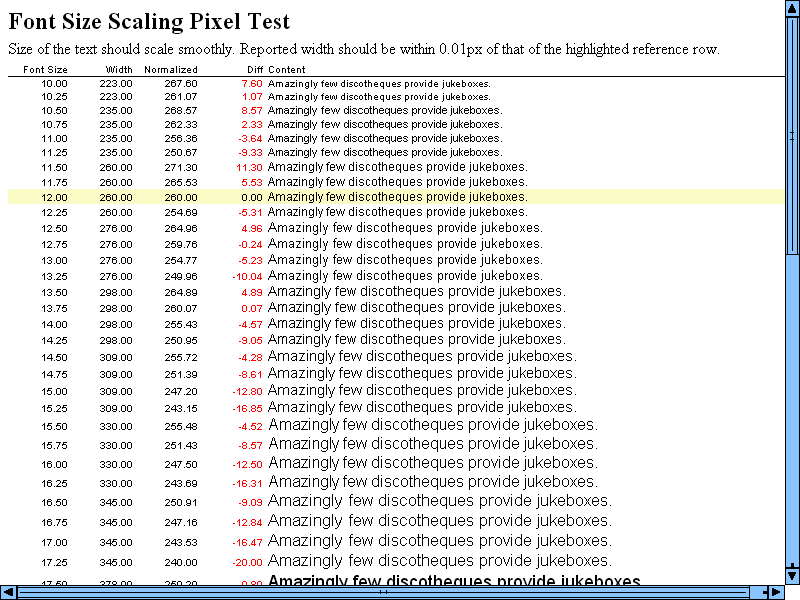 Font Size Scaling Pixel Test
Size of the text should scale smoothly. Reported width should be within 0.01px of that of the highlighted reference row.
Font Size Width Normalized Diff Content
10.00 223.00 267.60 7.60 Amazingly few discotheques provide jukeboxes.
10.25 223.00 261.07 1.07 Amazingly few discotheques provide jukeboxes.
10.50 235.00 268.57 8.57 Amazingly few discotheques provide jukeboxes.
10.75 235.00 262.33 2.33 Amazingly few discotheques provide jukeboxes.
11.00 235.00 256.36 -3.64 Amazingly few discotheques provide jukeboxes.
11.25 235.00 250.67 -9.33 Amazingly few discotheques provide jukeboxes.
11.50 260.00 271.30 11.30 Amazingly few discotheques provide jukeboxes.
11.75 260.00 265.53 5.53 Amazingly few discotheques provide jukeboxes.
12.00 260.00 260.00 0.00 Amazingly few discotheques provide jukeboxes.
12.25 260.00 254.69 -5.31 Amazingly few discotheques provide jukeboxes.
12.50 276.00 264.96 4.96 Amazingly few discotheques provide jukeboxes.
12.75 276.00 259.76 -0.24 Amazingly few discotheques provide jukeboxes.
13.00 276.00 254.77 -5.23 Amazingly few discotheques provide jukeboxes.
13.25 276.00 249.96 -10.04 Amazingly few discotheques provide jukeboxes.
13.50 298.00 264.89 4.89 Amazingly few discotheques provide jukeboxes.
13.75 298.00 260.07 0.07 Amazingly few discotheques provide jukeboxes.
14.00 298.00 255.43 -4.57 Amazingly few discotheques provide jukeboxes.
14.25 298.00 250.95 -9.05 Amazingly few discotheques provide jukeboxes.
14.50 309.00 255.72 -4.28 Amazingly few discotheques provide jukeboxes.
14.75 309.00 251.39 -8.61 Amazingly few discotheques provide jukeboxes.
15.00 309.00 247.20 -12.80 Amazingly few discotheques provide jukeboxes.
15.25 309.00 243.15 -16.85 Amazingly few discotheques provide jukeboxes.
15.50 330.00 255.48 -4.52 Amazingly few discotheques provide jukeboxes.
15.75 330.00 251.43 -8.57 Amazingly few discotheques provide jukeboxes.
16.00 330.00 247.50 -12.50 Amazingly few discotheques provide jukeboxes.
16.25 330.00 243.69 -16.31 Amazingly few discotheques provide jukeboxes.
16.50 345.00 250.91 -9.09 Amazingly few discotheques provide jukeboxes.
16.75 345.00 247.16 -12.84 Amazingly few discotheques provide jukeboxes.
17.00 345.00 243.53 -16.47 Amazingly few discotheques provide jukeboxes.
17.25 345.00 240.00 -20.00 Amazingly few discotheques provide jukeboxes.
17.50 378.00 Amazingly few discotheques provide jukeboxes.